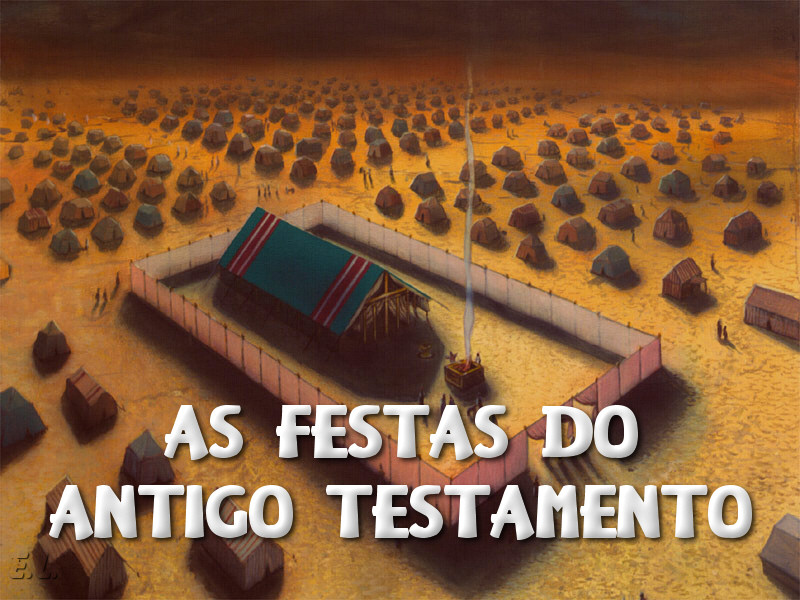 AS FESTAS DO
ANTIGO TESTAMENTO
E. L.